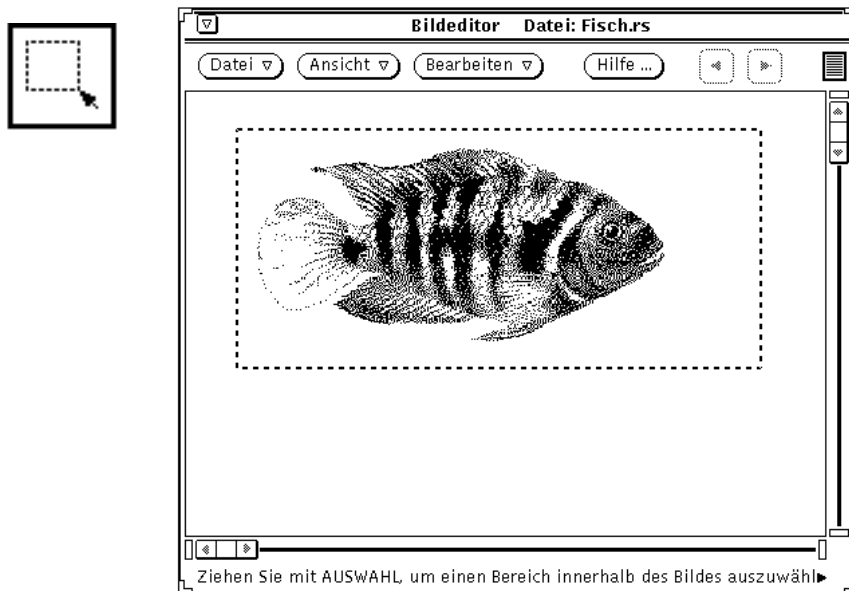 Bildeditor Datei: Fisch.rs
Datei Ansicht Bearbeiten Hilfe ...
Ziehen Sie mit AUSWAHL, um einen Bereich innerhalb des Bildes auszuwähl